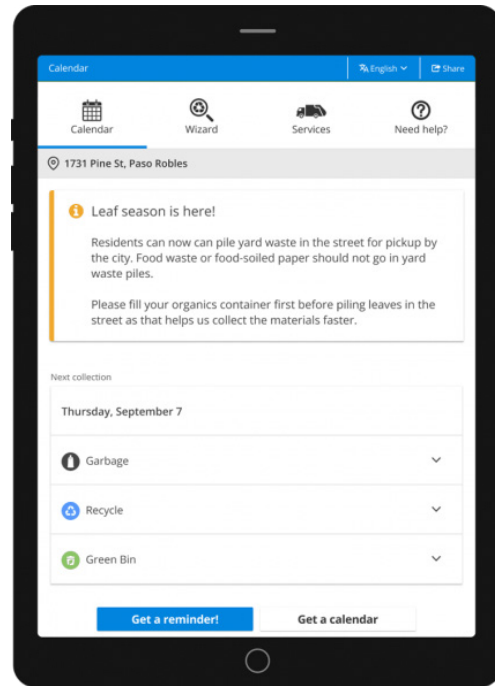 Calendar English Share
Calendar Wizard Services Need help?
1731 Pine St, Paso Robles
Leaf season is here!
Residents can now can pile yard waste in the street for pickup by
the city. Food waste or food-soiled paper should not go in yard
waste piles.
Please fill your organics container first before piling leaves in the
street as that helps us collect the materials faster.
Next collection
Thursday, September 7
Garbage
Recycle
Green Bin
Get a reminder! Get a calendar